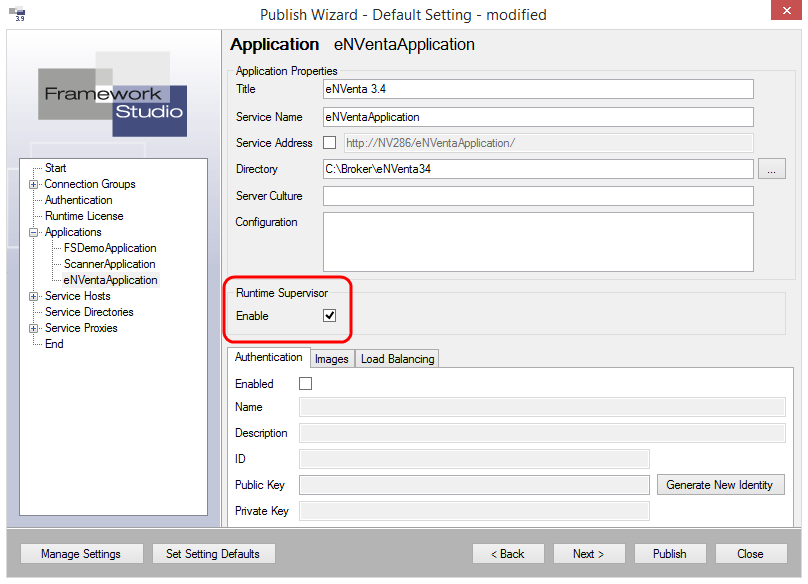 3.9
Publish Wizard - Default Setting - modified
Framework
Studio
Start
Connection Groups
Authentication
Runtime License
Applications
FSDemoApplication
ScannerApplication
eNVentaApplication
Service Hosts
Service Directories
Service Proxies
End
Application eNVentaApplication
Application Properties
Title eNVenta 3.4
Service Name eNVentaApplication
Service Address http://NV286/eNVentaApplication/
Directory C:\Broker\eNVenta34 ...
Server Culture
Configuration
Runtime Supervisor
Enable
Authentication Images Load Balancing
Enabled
Name
Description
ID
Public Key Generate New Identity
Private Key
Manage Settings Set Setting Defaults < Back Next > Publish Close